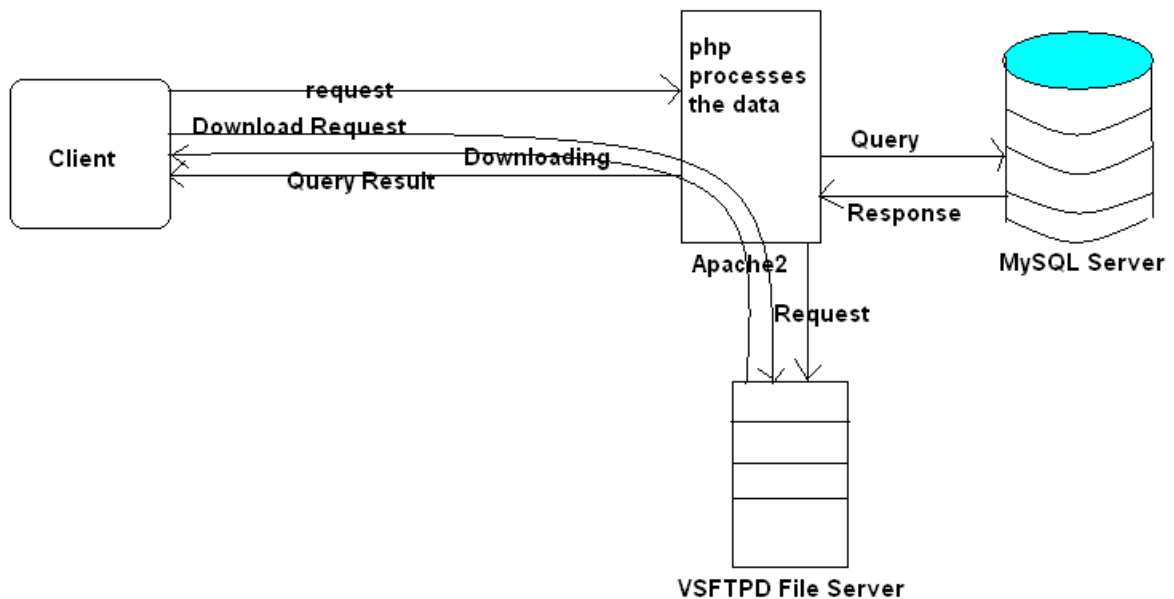 php
processes
the data
request
Download Request
Client
Downloading
Query
Query Result
Response
Apache2
MySQL Server
Request
VSFTPD File Server